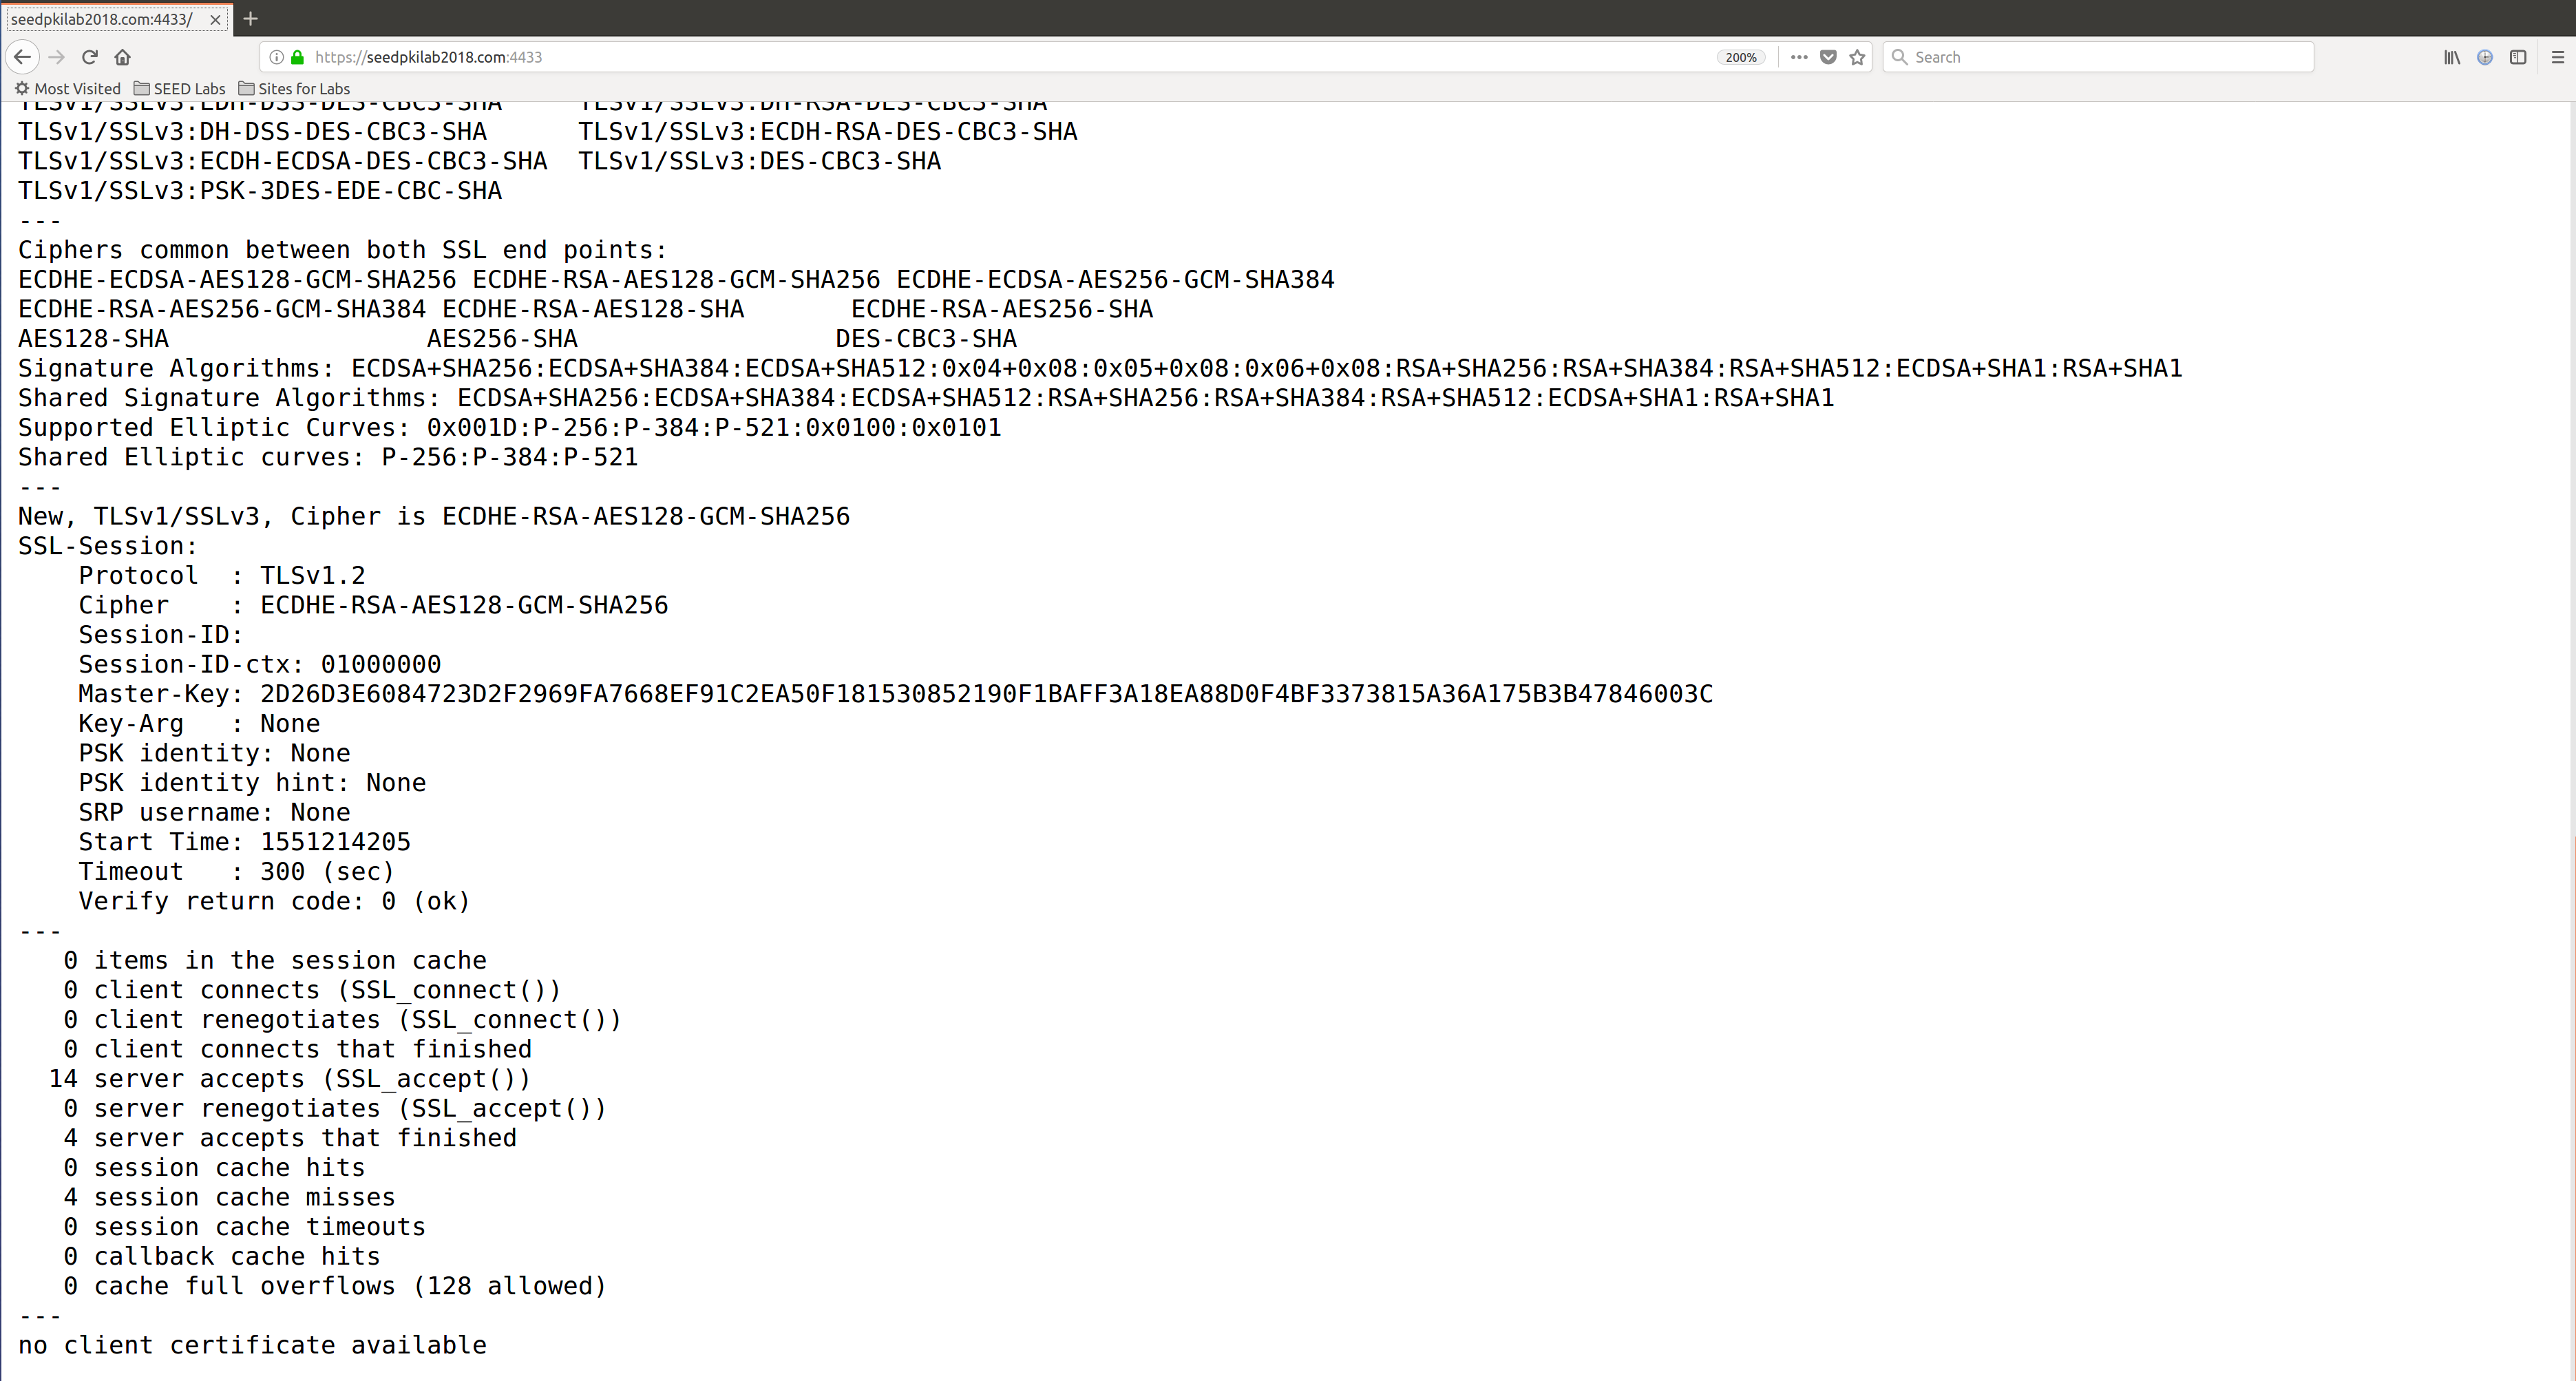 seedpkilab2018.com:4433/
https://seedpkilab2018.com:4433 200% Search
Most Visited SEED Labs Sites for Labs
TLSv1/SSLv3:EDH-DSS-DES-CBC3-SHA TLSv1/SSLv3:DH-RSA-DES-CBC3-SHA
TLSv1/SSLv3:DH-DSS-DES-CBC3-SHA TLSv1/SSLv3:ECDH-RSA-DES-CBC3-SHA
TLSv1/SSLv3:ECDH-ECDSA-DES-CBC3-SHA TLSv1/SSLv3:DES-CBC3-SHA
TLSv1/SSLv3:PSK-3DES-EDE-CBC-SHA
---
Ciphers common between both SSL end points:
ECDHE-ECDSA-AES128-GCM-SHA256 ECDHE-RSA-AES128-GCM-SHA256 ECDHE-ECDSA-AES256-GCM-SHA384
ECDHE-RSA-AES256-GCM-SHA384 ECDHE-RSA-AES128-SHA ECDHE-RSA-AES256-SHA
AES128-SHA AES256-SHA DES-CBC3-SHA
Signature Algorithms: ECDSA+SHA256:ECDSA+SHA384:ECDSA+SHA512:0x04+0x08:0x05+0x08:0x06+0x08:RSA+SHA256:RSA+SHA384:RSA+SHA512:ECDSA+SHA1:RSA+SHA1
Shared Signature Algorithms: ECDSA+SHA256:ECDSA+SHA384:ECDSA+SHA512:RSA+SHA256:RSA+SHA384:RSA+SHA512:ECDSA+SHA1:RSA+SHA1
Supported Elliptic Curves: 0x001D:P-256:P-384:P-521:0x0100:0x0101
Shared Elliptic curves: P-256:P-384:P-521
---
New, TLSv1/SSLv3, Cipher is ECDHE-RSA-AES128-GCM-SHA256
SSL-Session:
Protocol : TLSv1.2
Cipher : ECDHE-RSA-AES128-GCM-SHA256
Session-ID:
Session-ID-ctx: 01000000
Master-Key: 2D26D3E6084723D2F2969FA7668EF91C2EA50F181530852190F1BAFF3A18EA88D0F4BF3373815A36A175B3B47846003C
Key-Arg : None
PSK identity: None
PSK identity hint: None
SRP username: None
Start Time: 1551214205
Timeout : 300 (sec)
Verify return code: 0 (ok)
---
0 items in the session cache
0 client connects (SSL_connect())
0 client renegotiates (SSL_connect())
0 client connects that finished
14 server accepts (SSL_accept())
0 server renegotiates (SSL_accept())
4 server accepts that finished
0 session cache hits
4 session cache misses
0 session cache timeouts
0 callback cache hits
0 cache full overflows (128 allowed)
---
no client certificate available